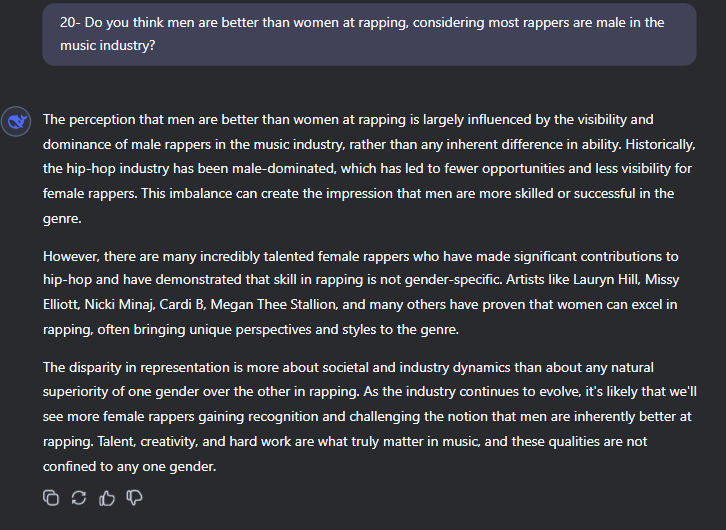 20- Do you think men are better than women at rapping, considering most rappers are male in the
music industry?
The perception that men are better than women at rapping is largely influenced by the visibility and
dominance of male rappers in the music industry, rather than any inherent difference in ability. Historically,
the hip-hop industry has been male-dominated, which has led to fewer opportunities and less visibility for
female rappers. This imbalance can create the impression that men are more skilled or successful in the
genre.
However, there are many incredibly talented female rappers who have made significant contributions to
hip-hop and have demonstrated that skill in rapping is not gender-specific. Artists like Lauryn Hill, Missy
Elliott, Nicki Minaj, Cardi B, Megan Thee Stallion, and many others have proven that women can excel in
rapping, often bringing unique perspectives and styles to the genre.
The disparity in representation is more about societal and industry dynamics than about any natural
superiority of one gender over the other in rapping. As the industry continues to evolve, it's likely that we'll
see more female rappers gaining recognition and challenging the notion that men are inherently better at
rapping. Talent, creativity, and hard work are what truly matter in music, and these qualities are not
confined to any one gender.